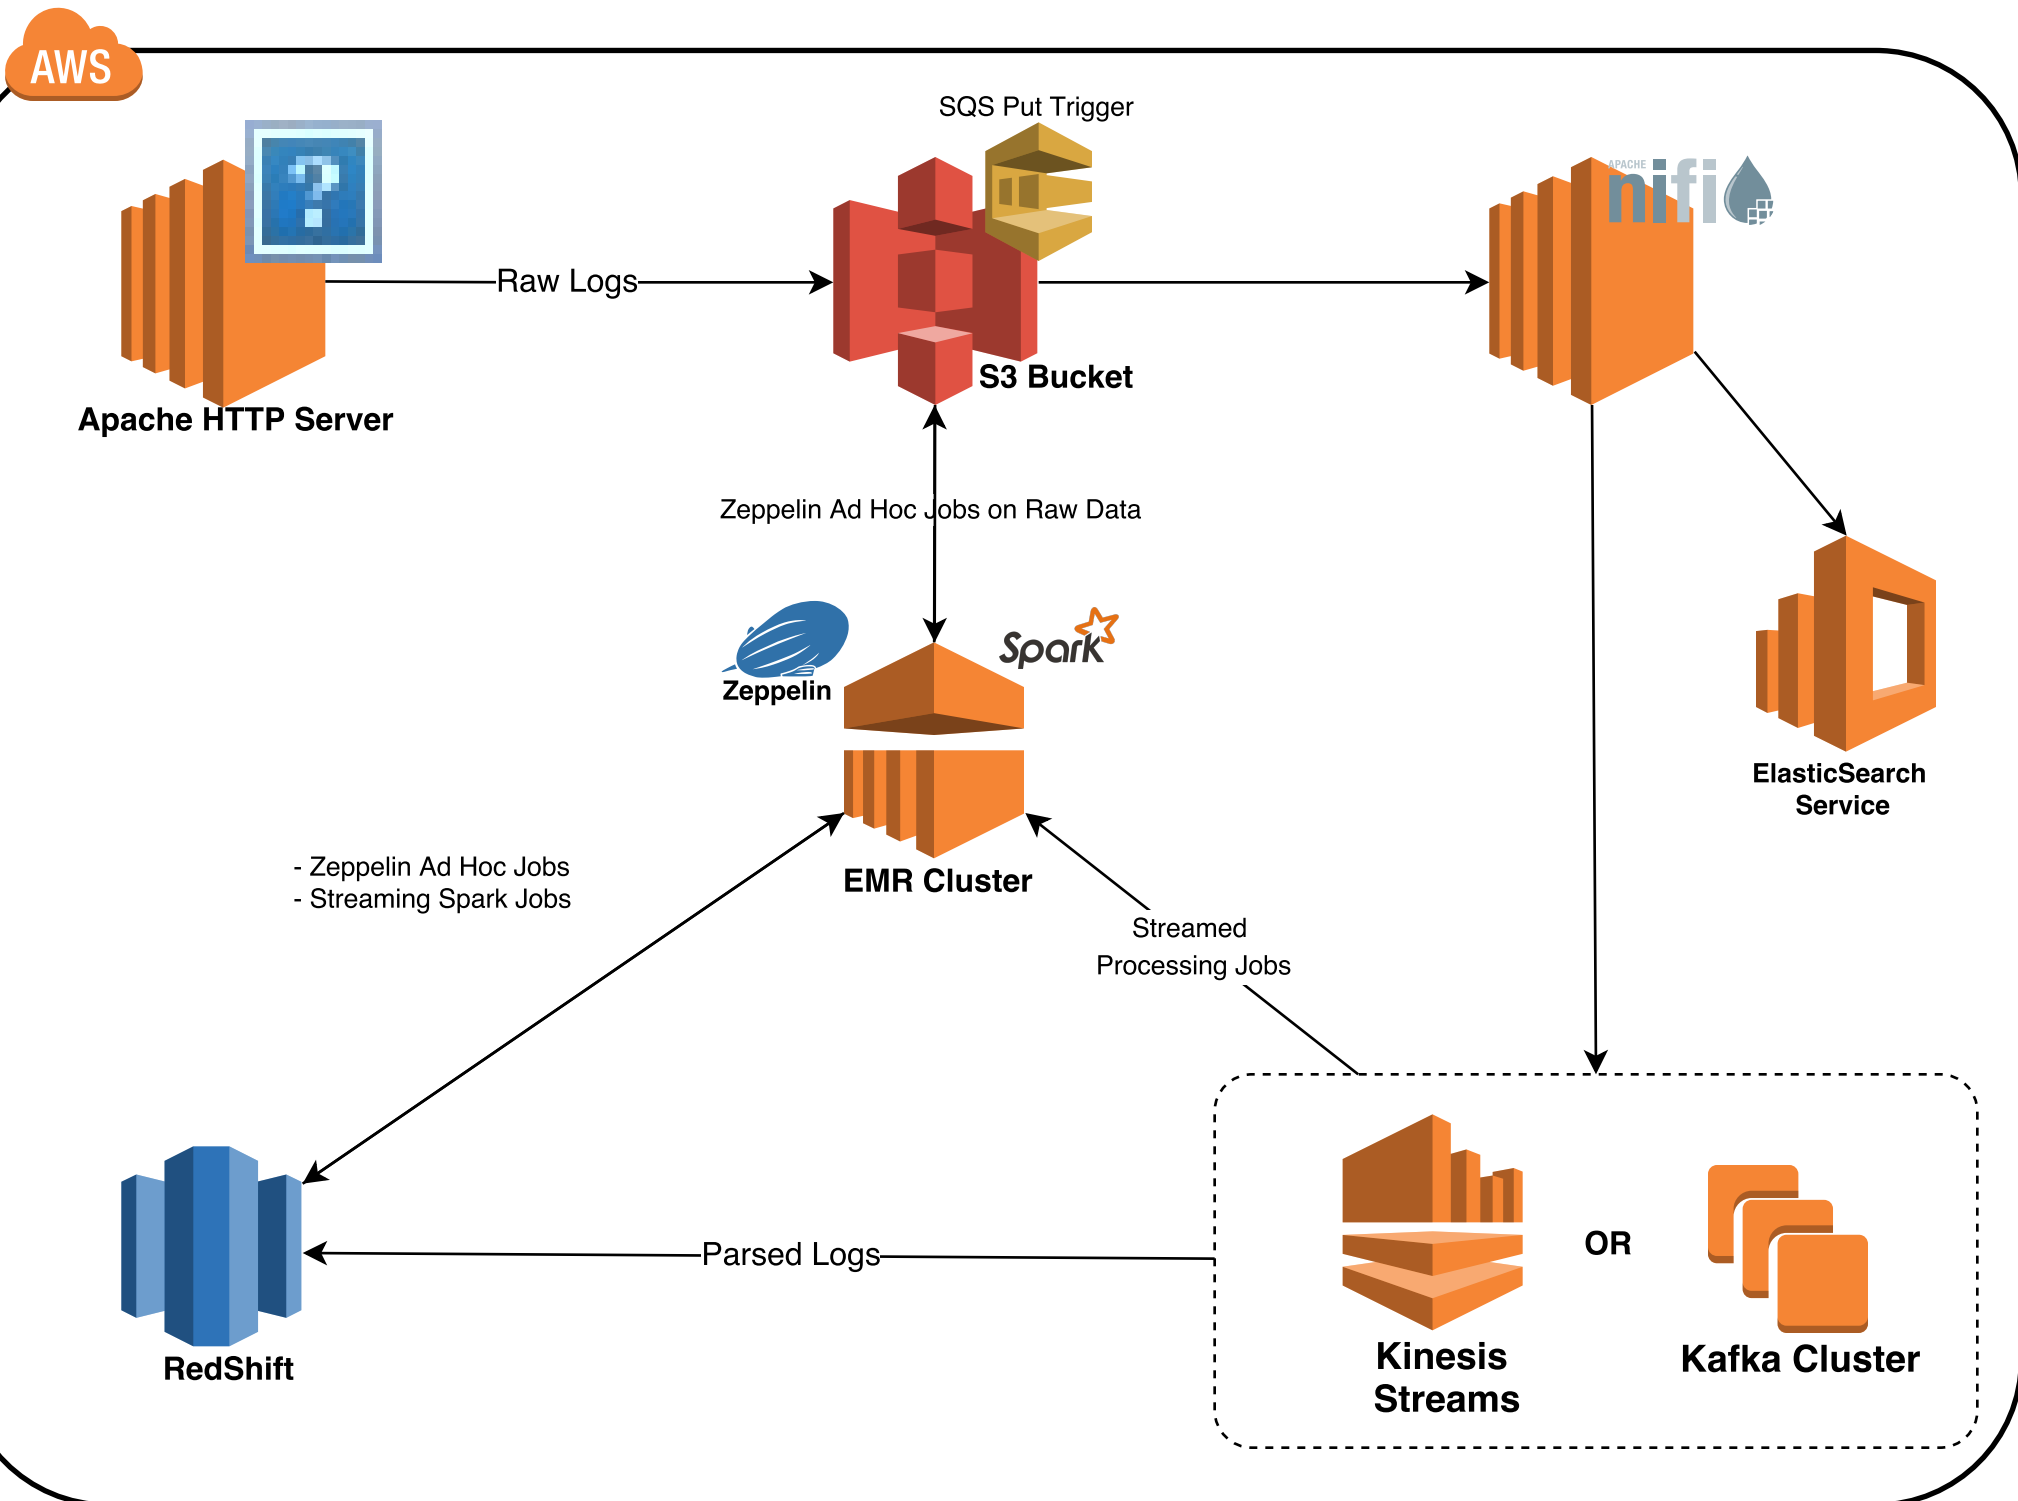 AWS
SQS Put Trigger
?
APACHE
nifi
Raw Logs
S3 Bucket
Apache HTTP Server
Zeppelin Ad Hoc Jobs on Raw Data
Spark
Zeppelin
ElasticSearch
Service
- Zeppelin Ad Hoc Jobs
- Streaming Spark Jobs
EMR Cluster
Streamed
Processing Jobs
Parsed Logs
OR
RedShift
Kinesis
Streams
Kafka Cluster